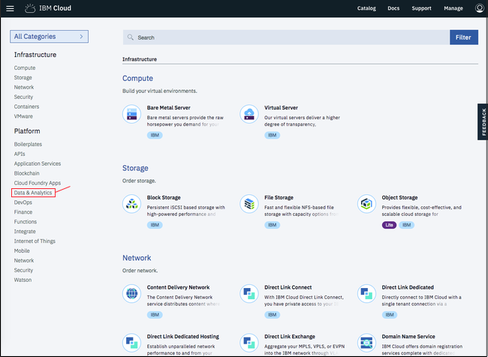 IBM Cloud
Catalog Docs Support Manage
All Categories >
Infrastructure
Compute
Storage
Network
Security
Containers
VMware
Platform
Boilerplates
APIs
Application Services
Blockchain
Cloud Foundry Apps
Data & Analytics
DevOps
Finance
Functions
Integrate
Internet of Things
Mobile
Network
Security
Watson
Search
Filter
FEEDBACK
Infrastructure
Compute
Build your virtual environments.
Bare Metal Server
Bare metal servers provide the raw
horsepower you demand for your
IBM
Virtual Server
Our virtual servers deliver a higher
degree of transparency,
IBM
Storage
Order storage.
Block Storage
Persistent iSCSI based storage with
high-powered performance and
IBM
File Storage
Fast and flexible NFS-based file
storage with capacity options
IBM
Object Storage
Provides flexible, cost-effective, and
scalable cloud storage for
Lite IBM
Network
Order network.
Content Delivery Network
The Content Delivery Network
service distributes content
IBM
Direct Link Connect
With IBM Cloud Direct Link Connect,
you have private access to your
IBM
Direct Link Dedicated
Directly connect to IBM Cloud with a
single tenant connection via
IBM
Direct Link Dedicated Hosting
Establish unparalleled network
performance to and from your
Direct Link Exchange
Aggregate your MPLS, VPLS, or EVPN
into the IBM network through
Domain Name Service
IBM Cloud offers domain registration
services complete with